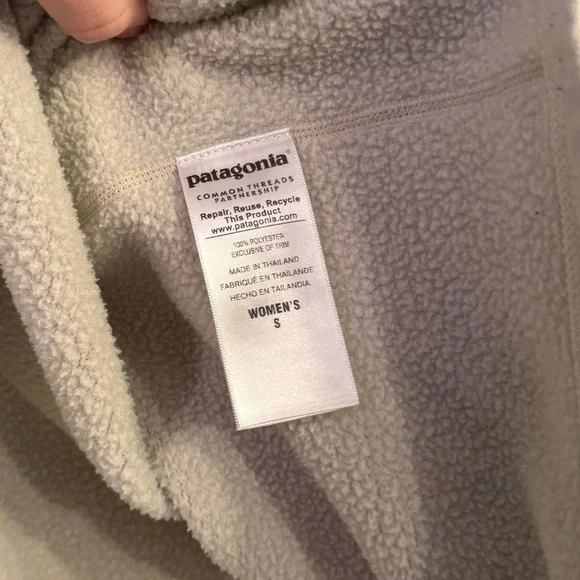 patagonia®
COMMON THREADS
PARTNERSHIP
Repair, Reuse, Recycle
This Product
www.patagonia.com
100% POLYESTER
EXCLUSIVE OF TRIM
MADE IN THAILAND
FABRIQUÉ EN THAÏLANDE
HECHO EN TAILANDIA
WOMEN'S
S